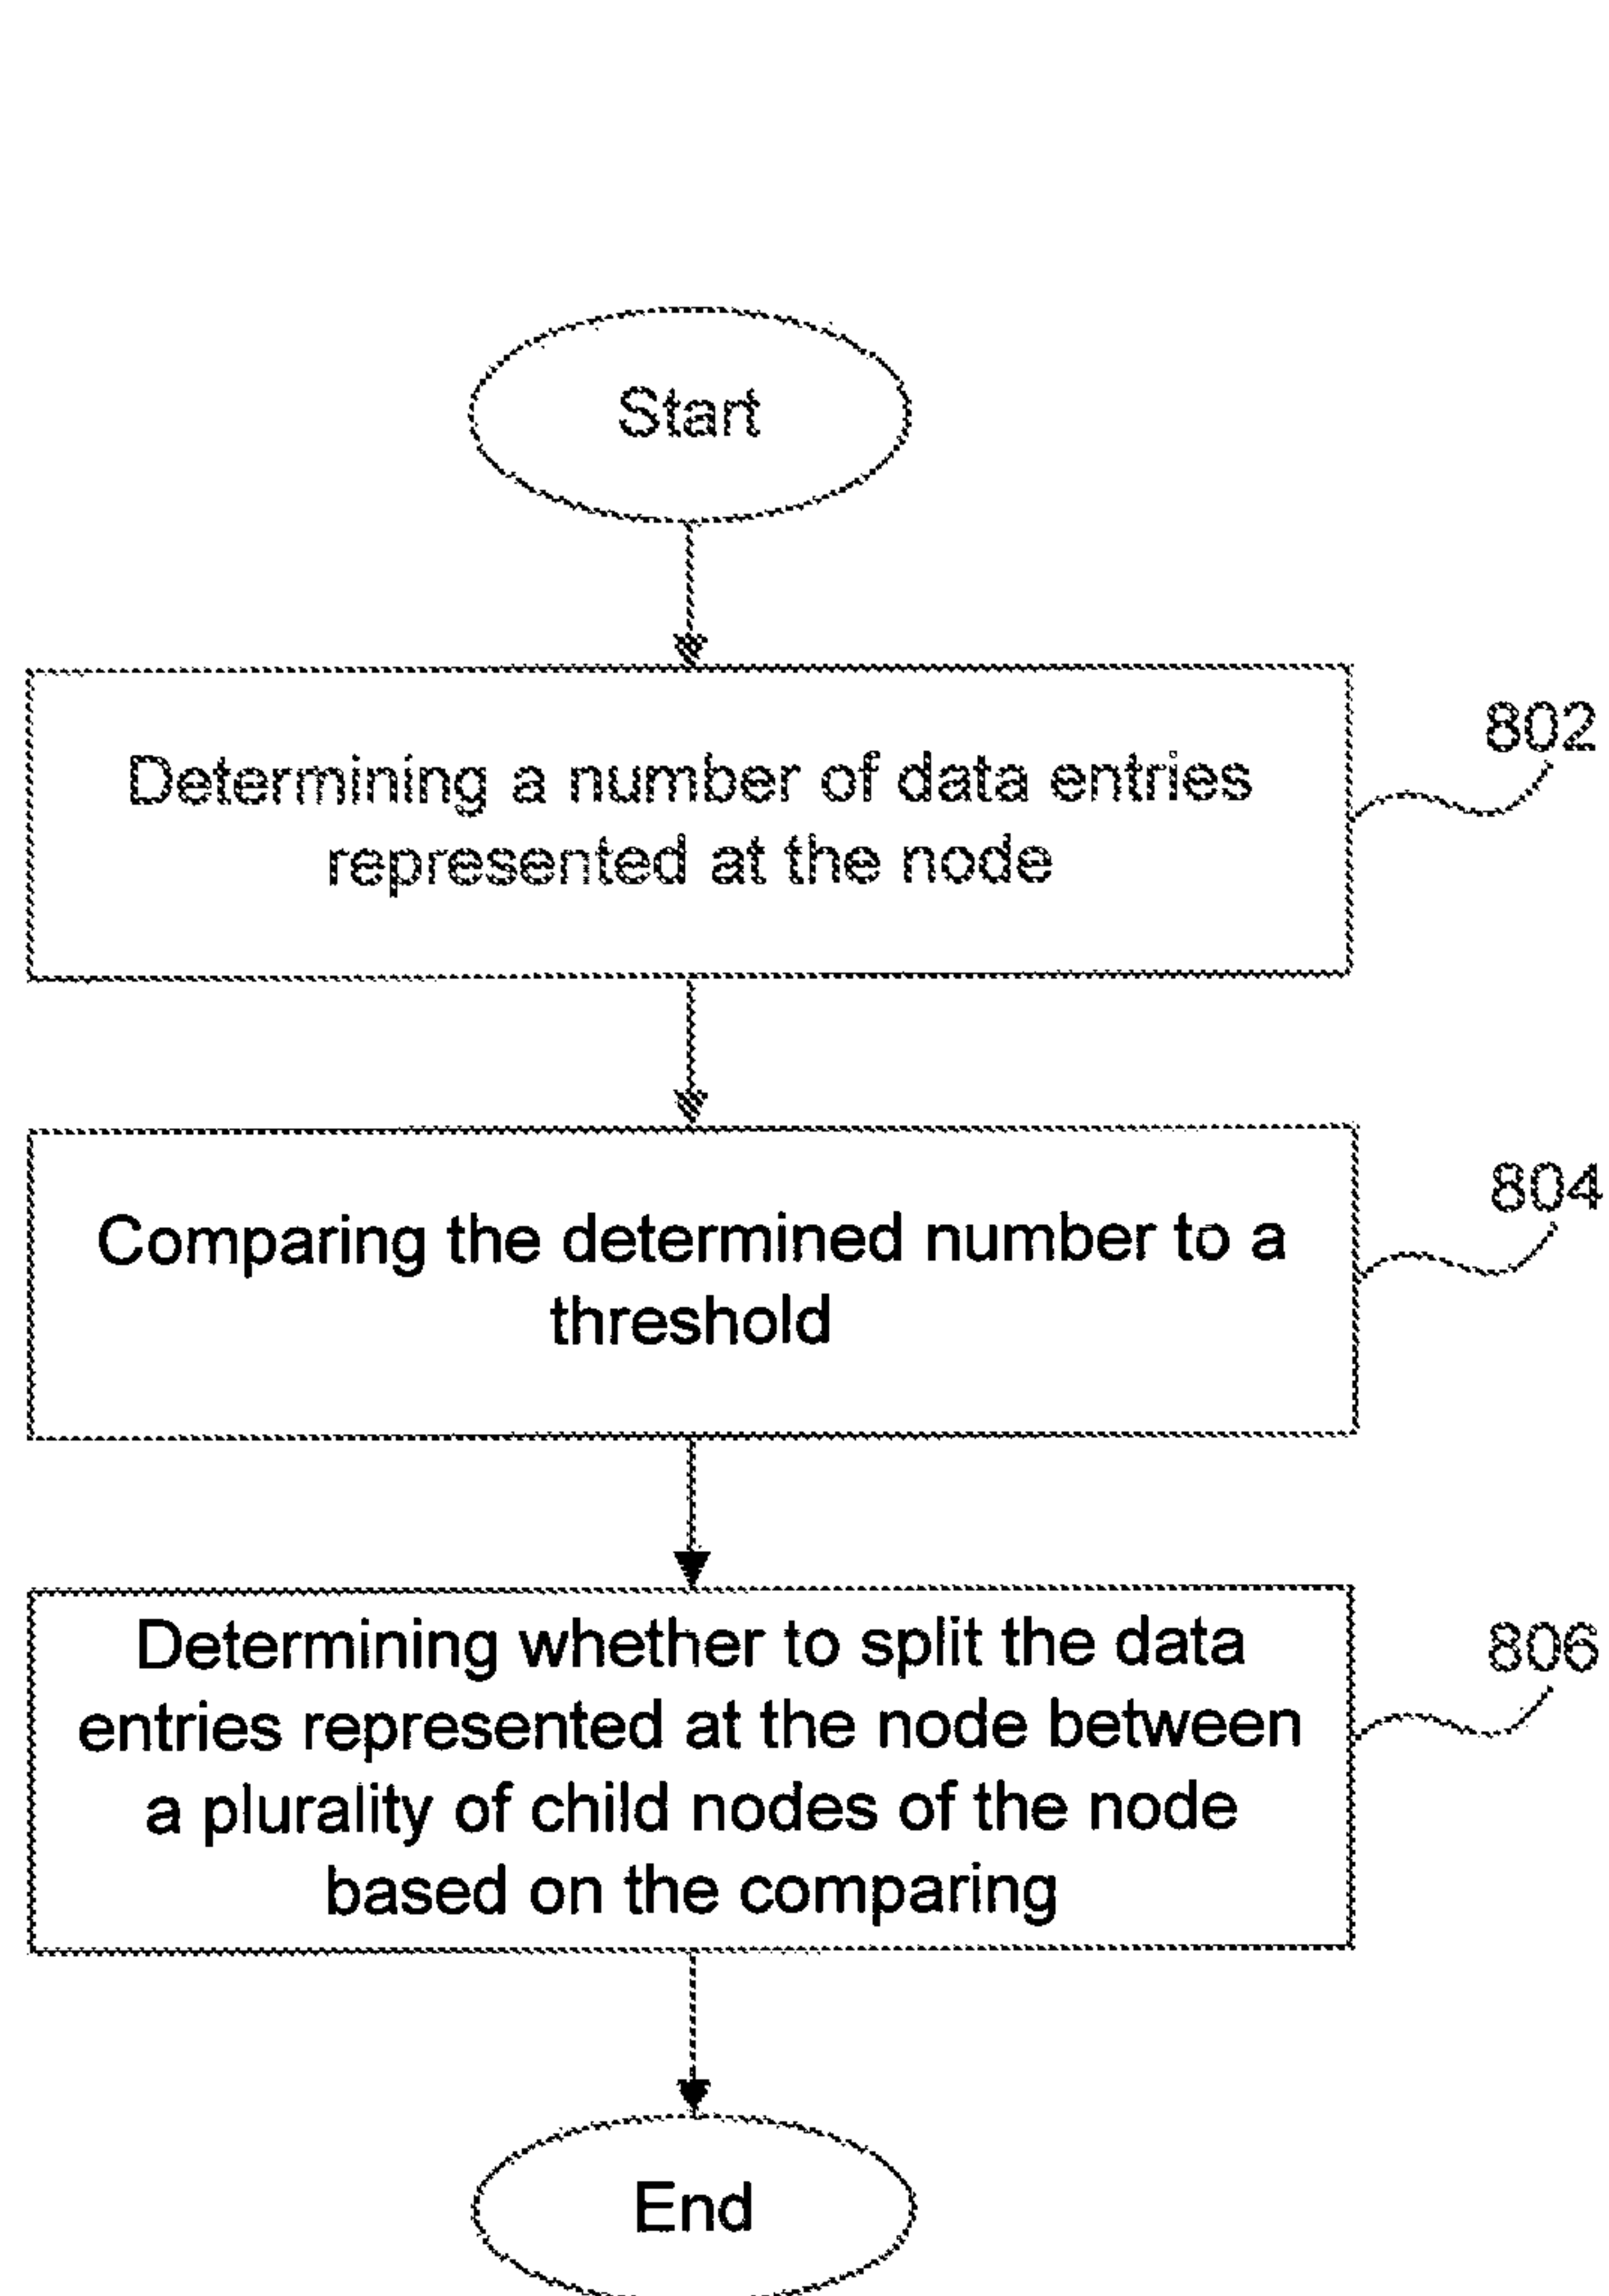 Start
Determining a number of data entries
represented at the node
802
Comparing the determined number to a
threshold
804
Determining whether to split the data
entries represented at the node between
a plurality of child nodes of the node
based on the comparing
806
End